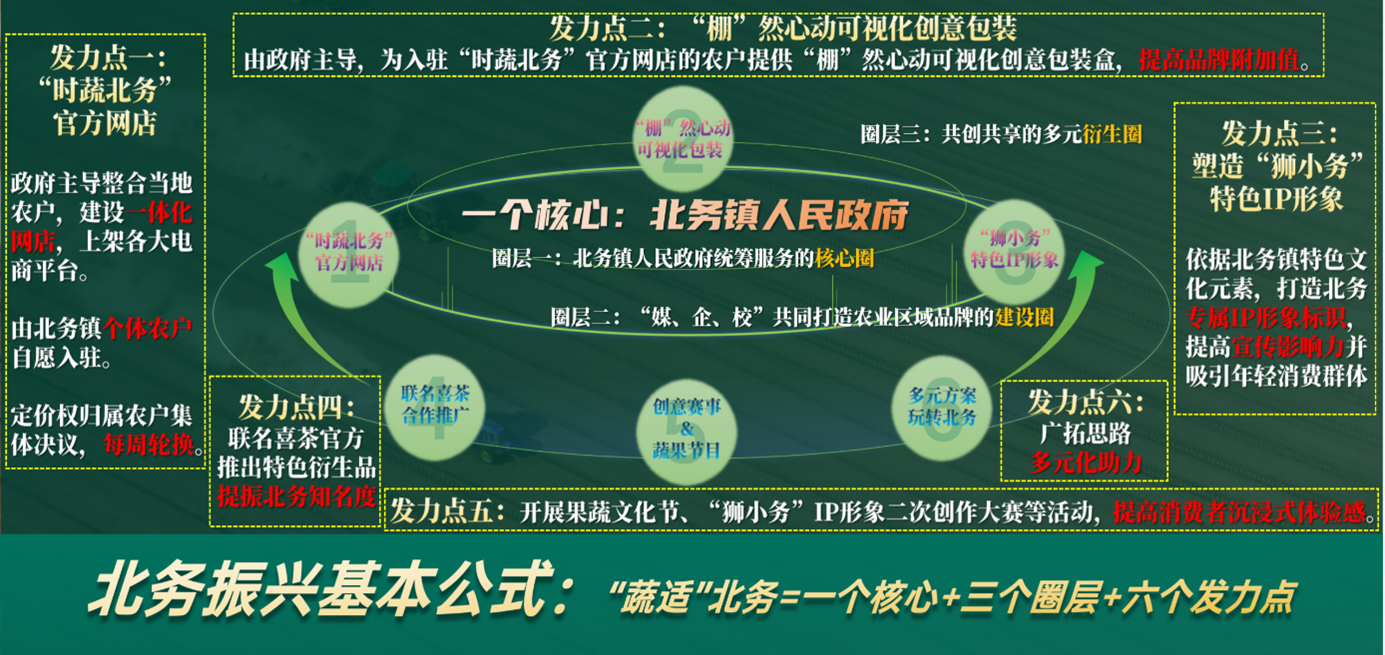 发力点一：
“时蔬北务”
官方网店
政府主导整合当地
农户，建设一体化
网店，上架各大电
商平台。
由北务镇个体农户
自愿入驻。
定价权归属农户集
体决议，每周轮换。
发力点二：“棚”然心动可视化创意包装
由政府主导，为入驻“时蔬北务”官方网店的农户提供“棚”然心动可视化创意包装盒，提高品牌附加值。
发力点三：
塑造“狮小务”
特色IP形象
依据北务镇特色文
化元素，打造北务
专属IP形象标识，
提高宣传影响力并
吸引年轻消费群体
2
“棚”然心动
可视化包装
圈层三：共创共享的多元衍生圈
一个核心：北务镇人民政府
1
“时蔬北务”
官方网店
3
“狮小务”
特色IP形象
圈层一：北务镇人民政府统筹服务的核心圈
圈层二：“媒、企、校”共同打造农业区域品牌的建设圈
4
联名喜茶
合作推广
5
创意赛事
&
蔬果节目
6
多元方案
玩转北务
发力点四：
联名喜茶官方
推出特色衍生品
提振北务知名度
发力点六：
广拓思路
多元化助力
发力点五：开展果蔬文化节、“狮小务”IP形象二次创作大赛等活动，提高消费者沉浸式体验感。
北务振兴基本公式：“蔬适”北务=一个核心+三个圈层+六个发力点